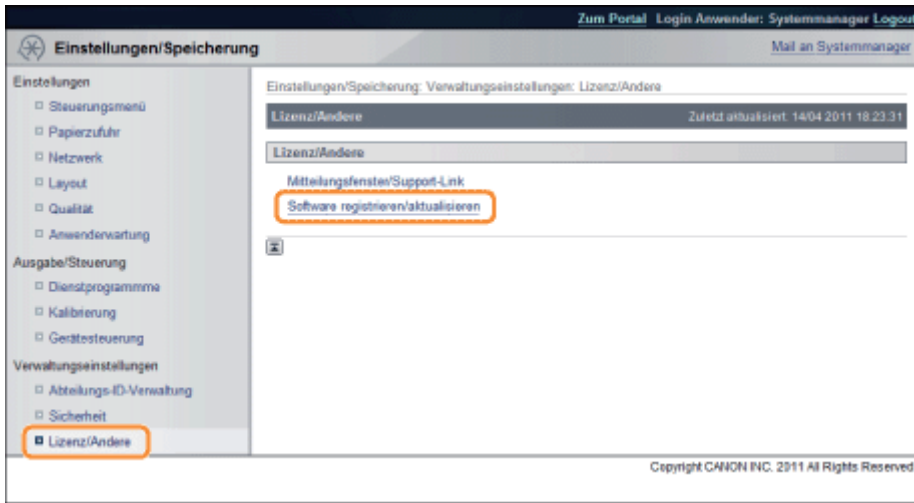 Zum Portal Login Anwender: Systemmanager Logout
Einstellungen/Speicherung
Mail an Systemmanager
Einstellungen
Steuerungsmenü
Papierzufuhr
Netzwerk
Layout
Qualität
Anwenderwartung
Ausgabe/Steuerung
Dienstprogrammme
Kalibrierung
Gerätesteuerung
Verwaltungseinstellungen
Abteilungs-ID-Verwaltung
Sicherheit
Lizenz/Andere
Einstellungen/Speicherung: Verwaltungseinstellungen: Lizenz/Andere
Lizenz/Andere
Zuletzt aktualisiert: 14/04 2011 18:23:31
Lizenz/Andere
Mitteilungsfenster/Support-Link
Software registrieren/aktualisieren
Copyright CANON INC. 2011 All Rights Reserved